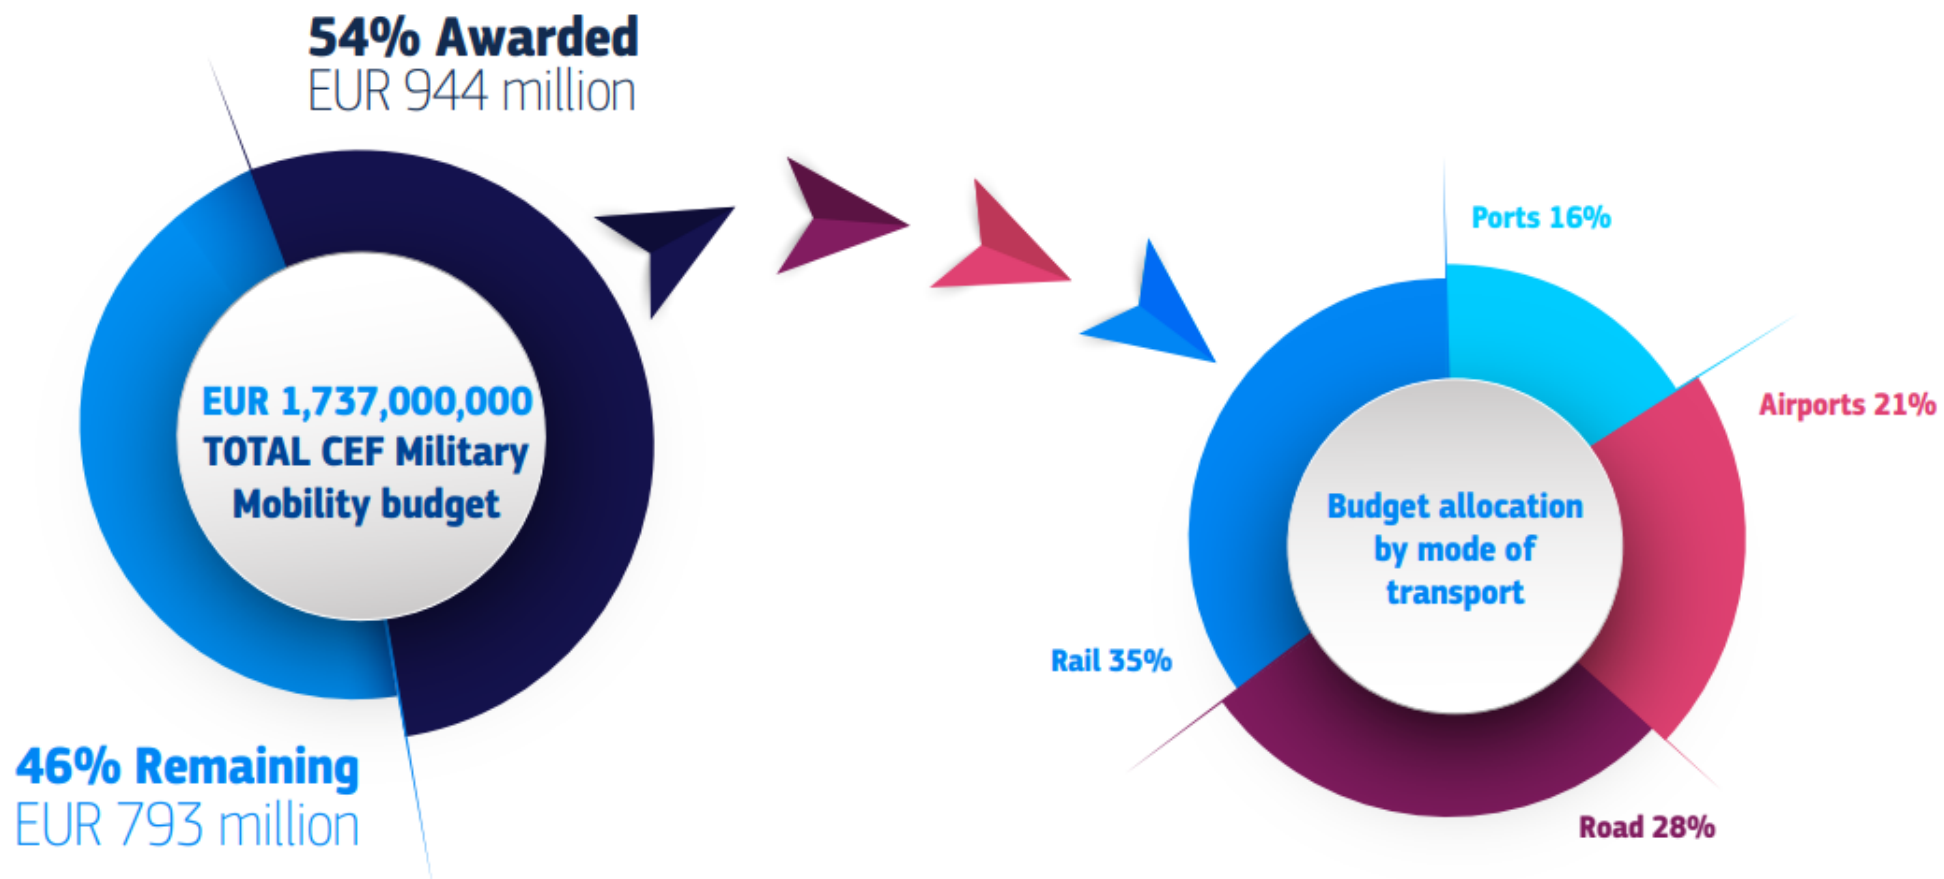 54% Awarded
EUR 944 million
EUR 1,737,000,000
TOTAL CEF Military
Mobility budget
46% Remaining
EUR 793 million
Ports 16%
Airports 21%
Budget allocation
by mode of
transport
Rail 35%
Road 28%